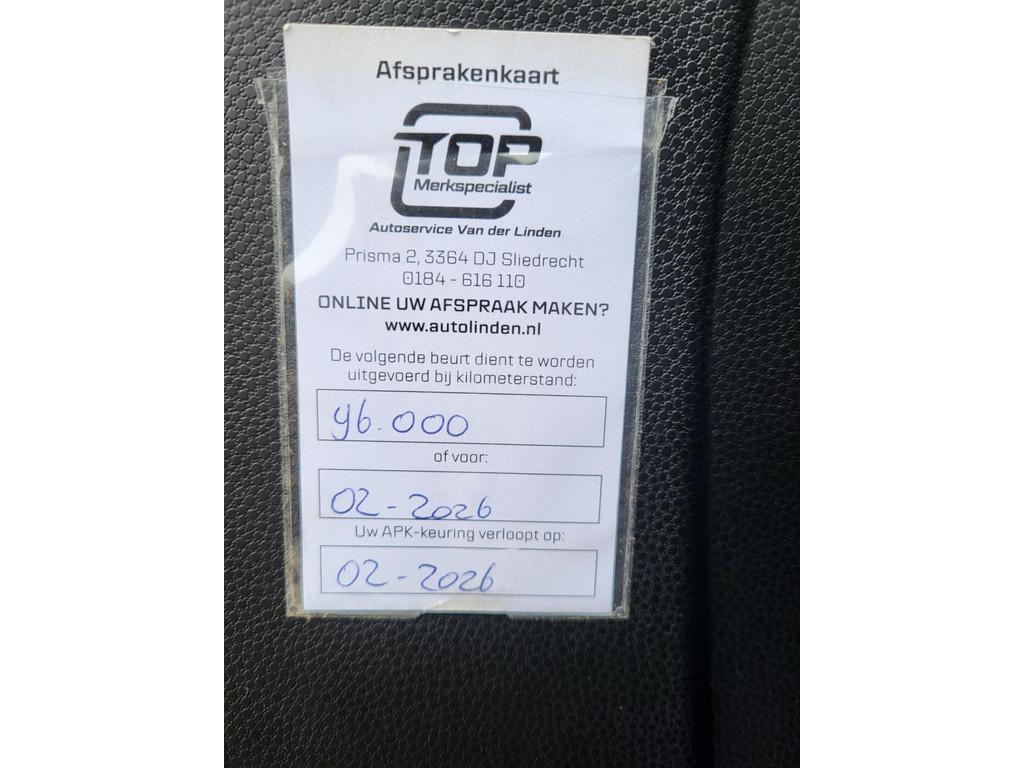 Afsprakenkaart
TOP
Merkspecialist
Autoservice Van der Linden
Prisma 2, 3364 DJ Sliedrecht
0184 - 616 110
ONLINE UW AFSPRAAK MAKEN?
www.autolinden.nl
De volgende beurt dient te worden
uitgevoerd bij kilometerstand:
96.000
of voor:
02-2026
Uw APK-keuring verloopt op:
02-2026